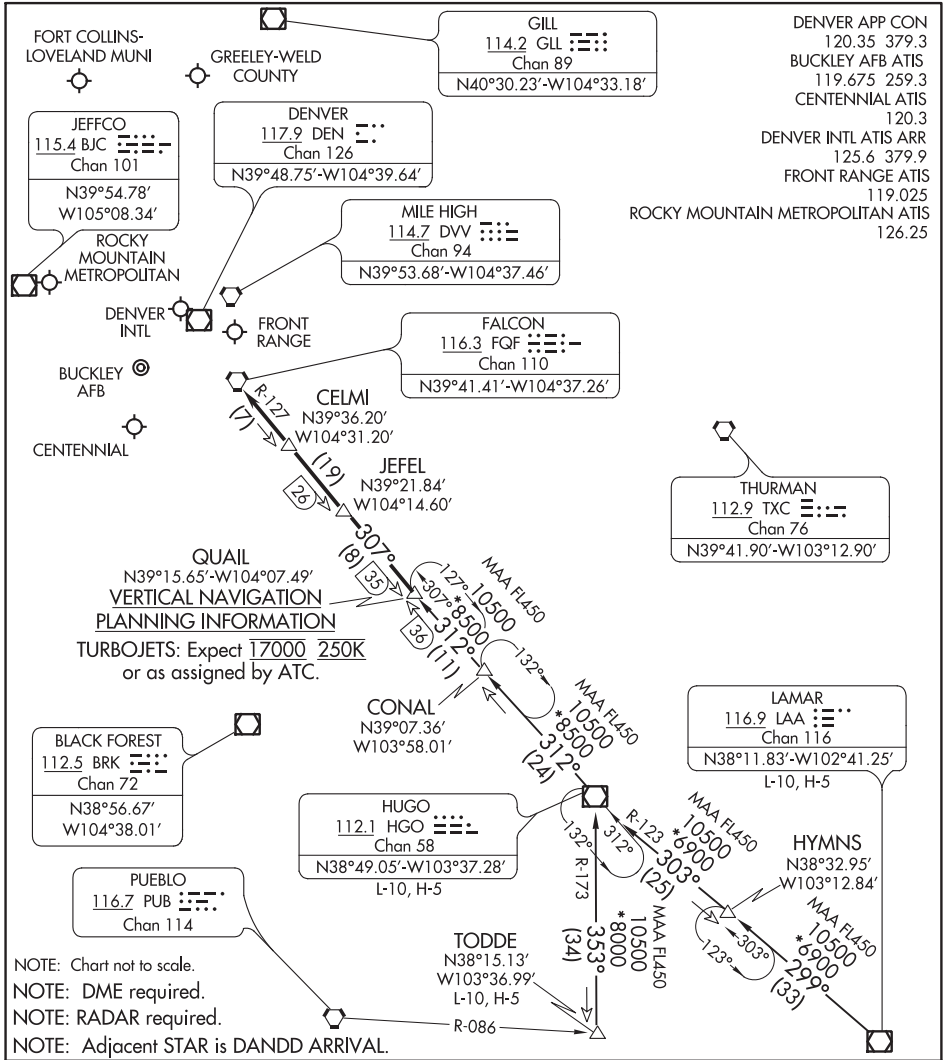 FORT COLLINS-
LOVELAND MUNI
GREELEY-WELD
COUNTY
GILL
114.2 GLL
Chan 89
N40°30.23′-W104°33.18′
DENVER APP CON
120.35 379.3
BUCKLEY AFB ATIS
119.675 259.3
CENTENNIAL ATIS
120.3
DENVER INTL ATIS ARR
125.6 379.9
FRONT RANGE ATIS
119.025
ROCKY MOUNTAIN METROPOLITAN ATIS
126.25
JEFFCO
115.4 BJC
Chan 101
N39°54.78′
W105°08.34′
DENVER
117.9 DEN
Chan 126
N39°48.75′-W104°39.64′
MILE HIGH
114.7 DVV
Chan 94
N39°53.68′-W104°37.46′
ROCKY
MOUNTAIN
METROPOLITAN
DENVER
INTL
FRONT
RANGE
BUCKLEY
AFB
CENTENNIAL
FALCON
116.3 FQF
Chan 110
N39°41.41′-W104°37.26′
R-127
(7)
CELMI
N39°36.20′
W104°31.20′
(19)
26
JEFEL
N39°21.84′
W104°14.60′
307°
(8)
35
THURMAN
112.9 TXC
Chan 76
N39°41.90′-W103°12.90′
QUAIL
N39°15.65′-W104°07.49′
VERTICAL NAVIGATION
PLANNING INFORMATION
TURBOJETS: Expect 17000 250K
or as assigned by ATC.
127°
307°
MAA FL450
10500
*8500
312°
(11)
36
CONAL
N39°07.36′
W103°58.01′
132°
MAA FL450
10500
*8500
312°
(24)
LAMAR
116.9 LAA
Chan 116
N38°11.83′-W102°41.25′
L-10, H-5
BLACK FOREST
112.5 BRK
Chan 72
N38°56.67′
W104°38.01′
HUGO
112.1 HGO
Chan 58
N38°49.05′-W103°37.28′
L-10, H-5
132°
312°
R-123
MAA FL450
10500
*6900
303°
(25)
HYMNS
N38°32.95′
W103°12.84′
303°
123°
MAA FL450
10500
*6900
299°
(33)
R-173
MAA FL450
10500
*8000
353°
(34)
PUEBLO
116.7 PUB
Chan 114
TODDE
N38°15.13′
W103°36.99′
L-10, H-5
R-086
NOTE: Chart not to scale.
NOTE: DME required.
NOTE: RADAR required.
NOTE: Adjacent STAR is DANDD ARRIVAL.